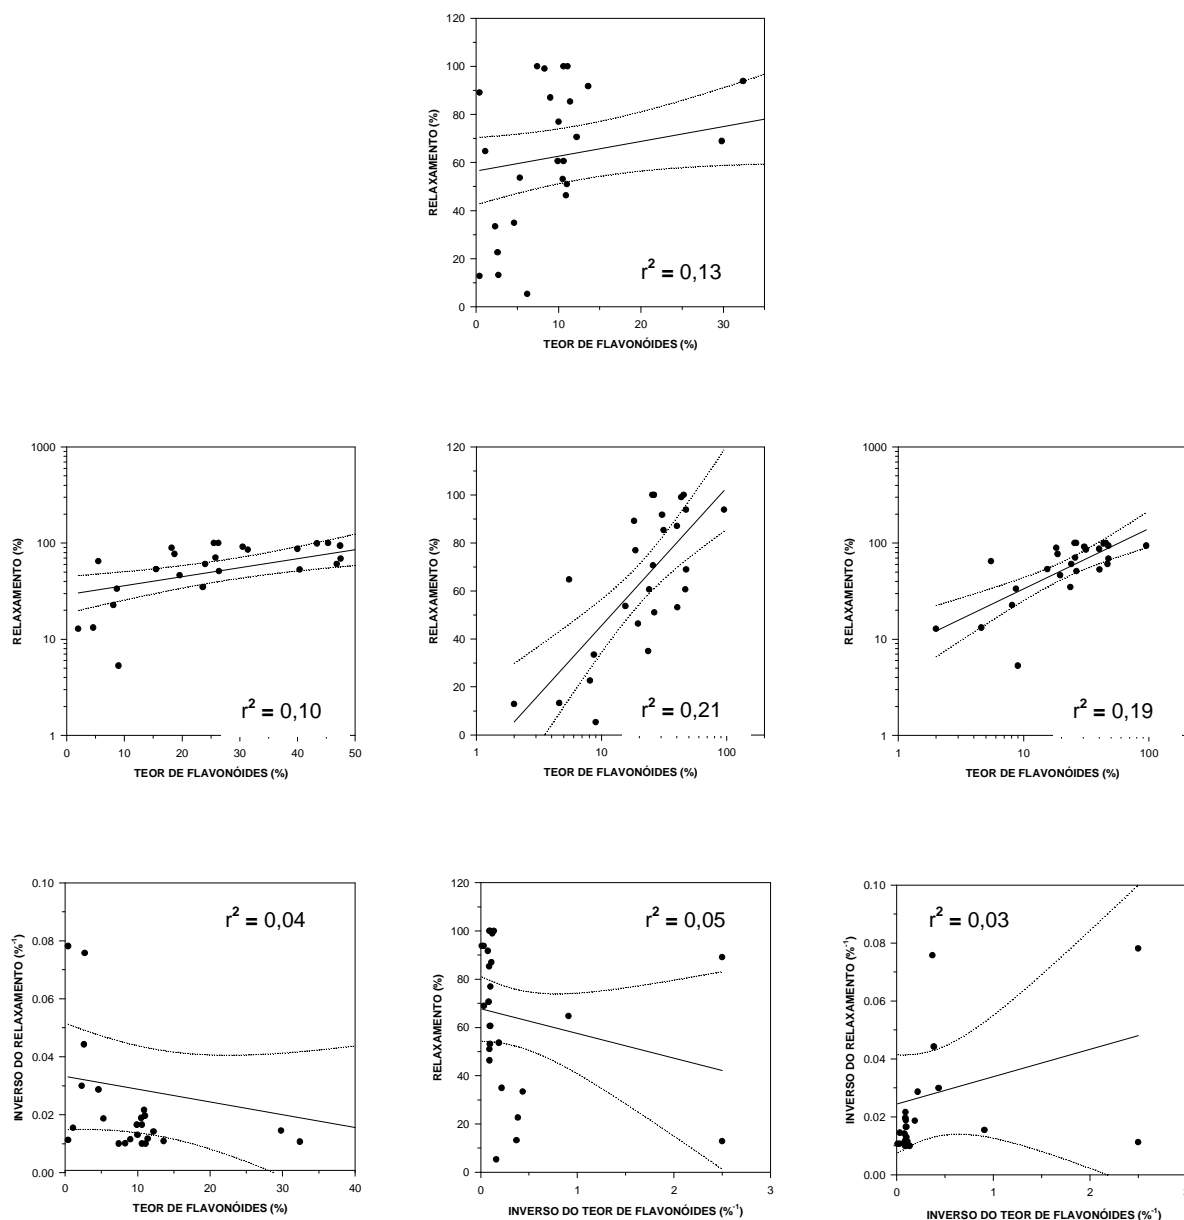 120
100
80
60
40
20
0
RELAXAMENTO (%)
r² = 0,13
0 10 20 30
TEOR DE FLAVONÓIDES (%)
1000
100
10
1
RELAXAMENTO (%)
r² = 0,10
0 10 20 30 40 50
TEOR DE FLAVONÓIDES (%)
120
100
80
60
40
20
0
RELAXAMENTO (%)
r² = 0,21
1 10 100
TEOR DE FLAVONÓIDES (%)
1000
100
10
1
RELAXAMENTO (%)
r² = 0,19
1 10 100
TEOR DE FLAVONÓIDES (%)
0.10
0.08
0.06
0.04
0.02
0.00
INVERSO DO RELAXAMENTO (%⁻¹)
r² = 0,04
0 10 20 30 40
TEOR DE FLAVONÓIDES (%)
120
100
80
60
40
20
0
RELAXAMENTO (%)
r² = 0,05
0 1 2 3
INVERSO DO TEOR DE FLAVONÓIDES (%⁻¹)
0.10
0.08
0.06
0.04
0.02
0.00
INVERSO DO RELAXAMENTO (%⁻¹)
r² = 0,03
0 1 2 3
INVERSO DO TEOR DE FLAVONÓIDES (%⁻¹)